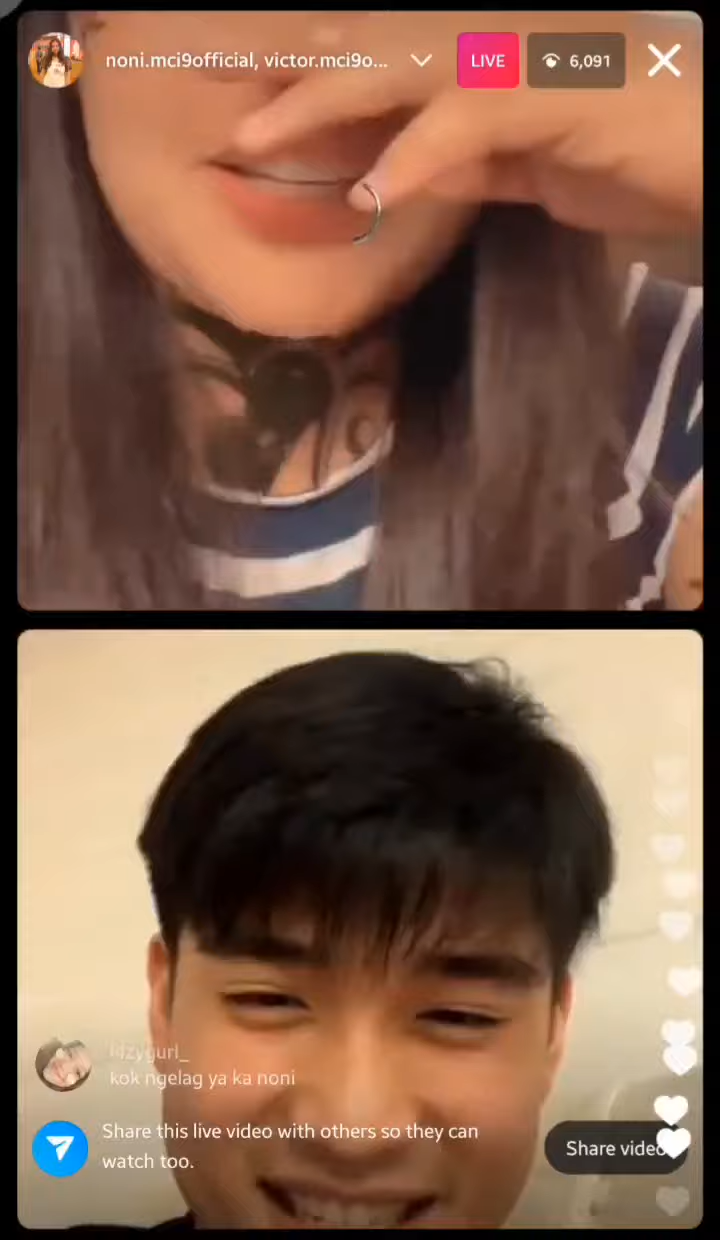 noni.mci9official, victor.mci9o...
LIVE
6,091
kok ngelag ya ka noni
Share this live video with others so they can
watch too.
Share video